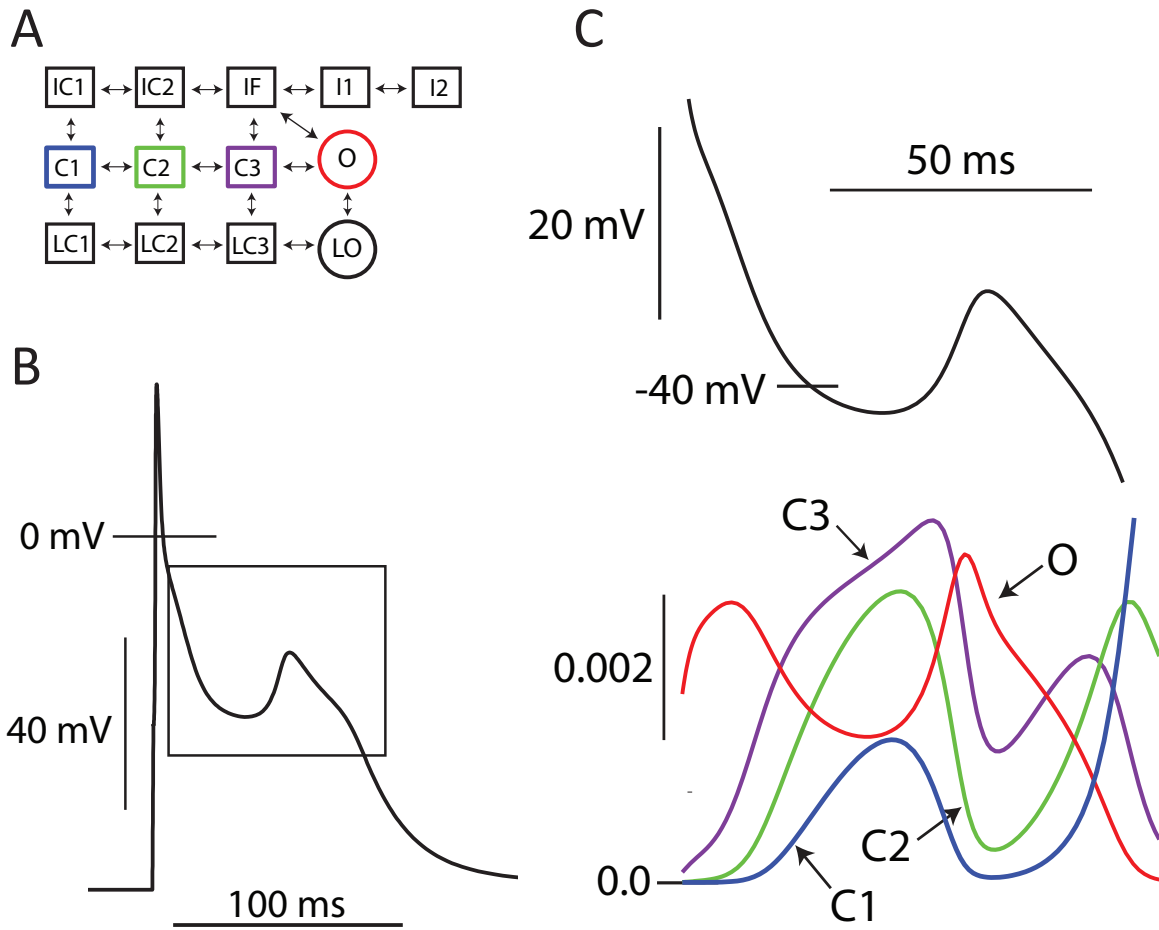 A
IC1 IC2 IF I1 I2
C1 C2 C3 O
LC1 LC2 LC3 LO
B
0 mV
40 mV
100 ms
C
50 ms
20 mV
-40 mV
C3
O
0.002
C2
0.0
C1